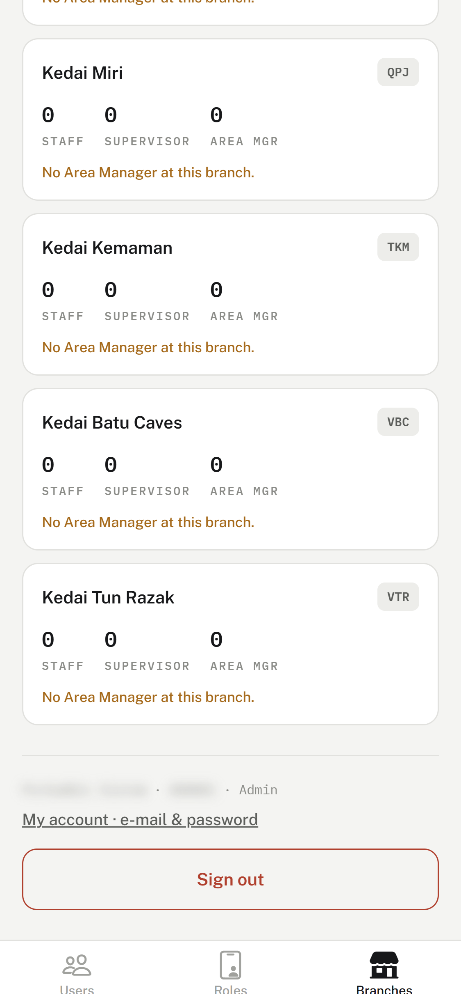 No Area Manager at this branch.
Kedai Miri
QPJ
0 0 0
STAFF SUPERVISOR AREA MGR
No Area Manager at this branch.
Kedai Kemaman
TKM
0 0 0
STAFF SUPERVISOR AREA MGR
No Area Manager at this branch.
Kedai Batu Caves
VBC
0 0 0
STAFF SUPERVISOR AREA MGR
No Area Manager at this branch.
Kedai Tun Razak
VTR
0 0 0
STAFF SUPERVISOR AREA MGR
No Area Manager at this branch.
· · Admin
My account · e-mail & password
Sign out
Users Roles Branches